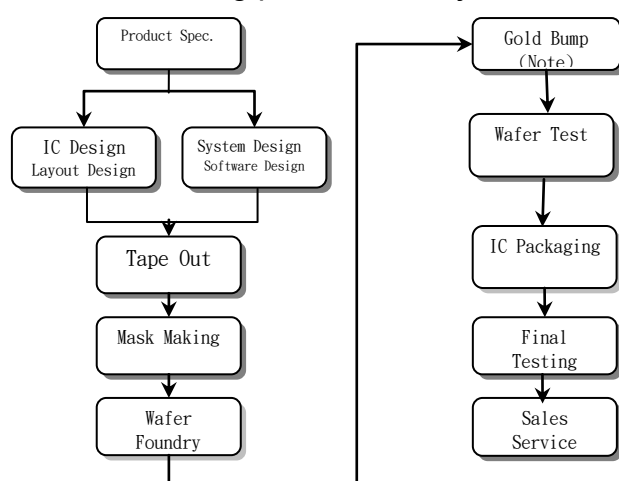 Product Spec.
IC Design
Layout Design
System Design
Software Design
Tape Out
Mask Making
Wafer
Foundry
Gold Bump
(Note)
Wafer Test
IC Packaging
Final
Testing
Sales
Service